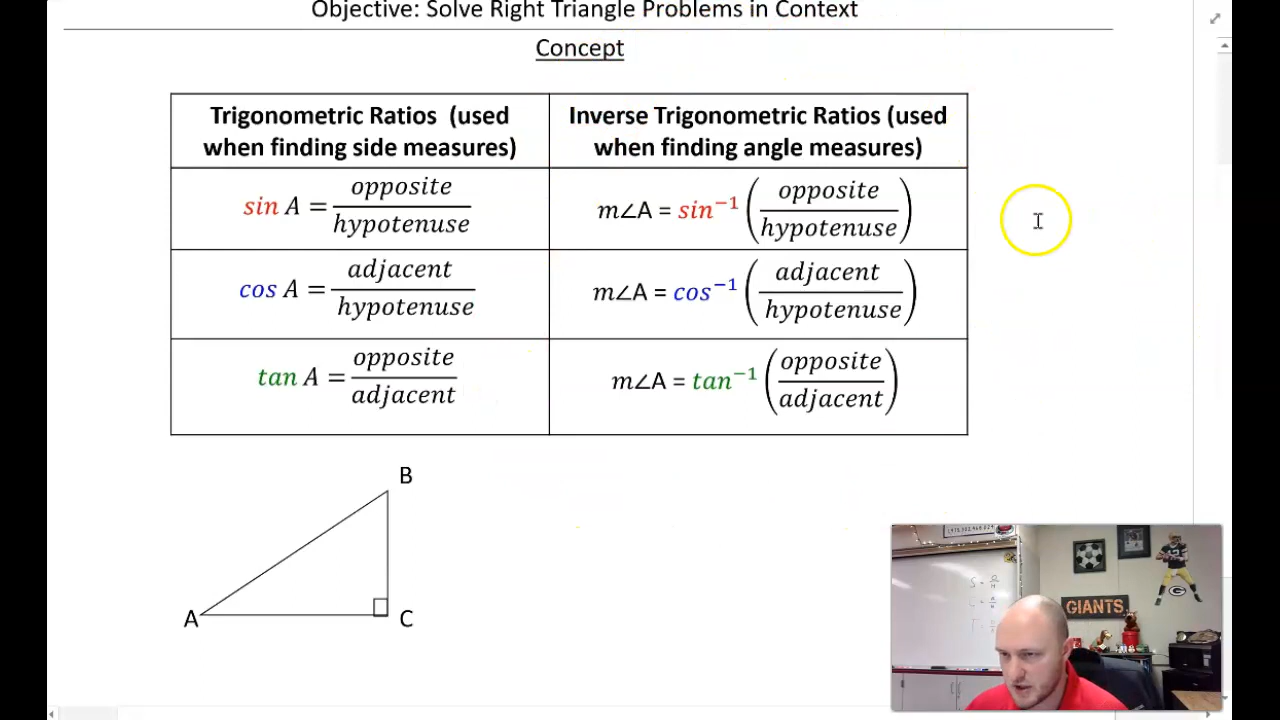 Objective: Solve Right Triangle Problems in Context
Concept
Trigonometric Ratios (used
when finding side measures)
Inverse Trigonometric Ratios (used
when finding angle measures)
sin A = opposite/hypotenuse
m∠A = sin⁻¹ (opposite/hypotenuse)
cos A = adjacent/hypotenuse
m∠A = cos⁻¹ (adjacent/hypotenuse)
tan A = opposite/adjacent
m∠A = tan⁻¹ (opposite/adjacent)
B
A
C
GIANTS
G